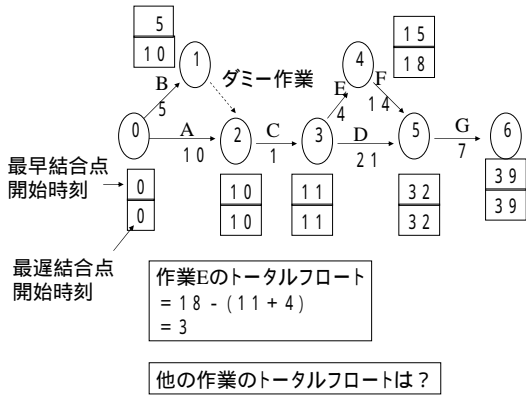 5
10
1
B
5
ダミー作業
4
15
18
E
4
F
14
0
A
10
2
C
1
3
D
21
5
G
7
6
最早結合点
開始時刻
0
0
10
10
11
11
32
32
39
39
最遅結合点
開始時刻
作業Eのトータルフロート
= 18 - (11 + 4)
= 3
他の作業のトータルフロートは？